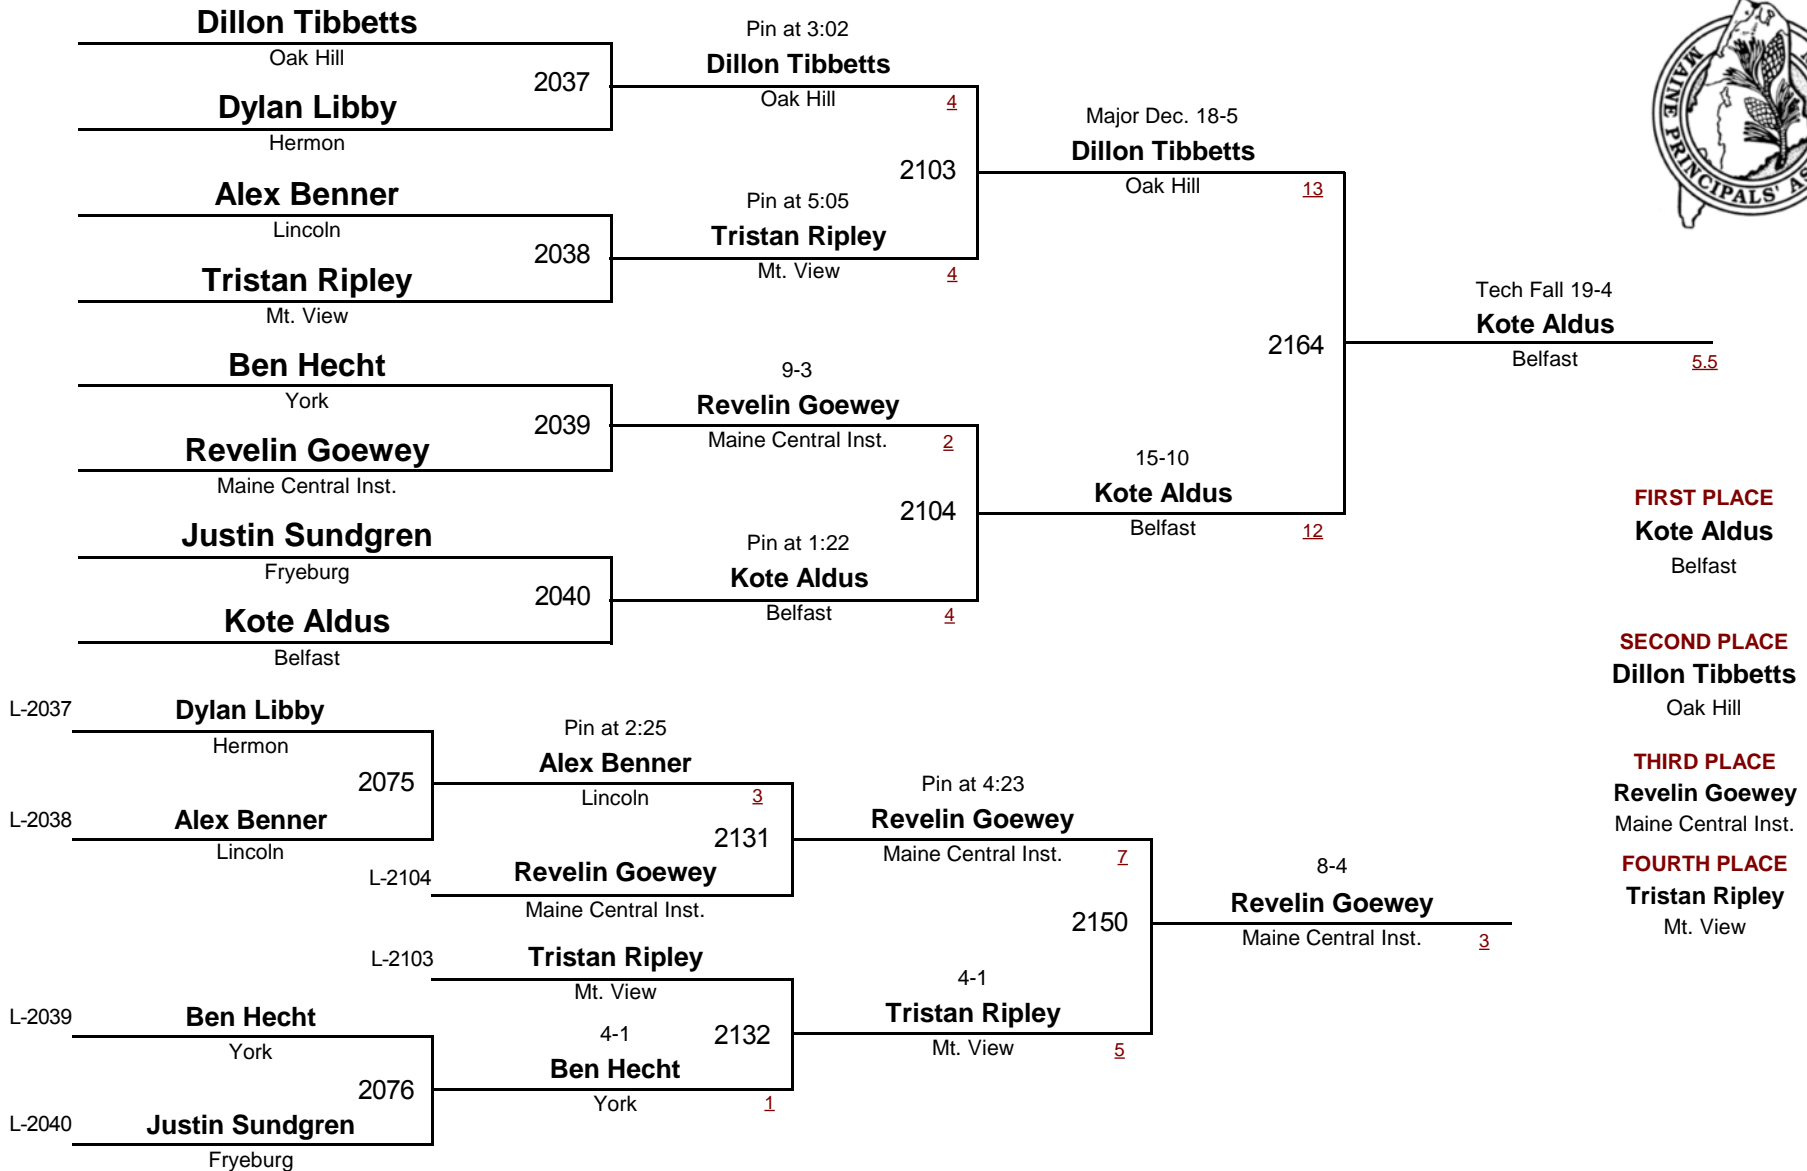 Dillon Tibbetts
Oak Hill
2037
Dylan Libby
Hermon
Alex Benner
Lincoln
2038
Tristan Ripley
Mt. View
Ben Hecht
York
2039
Revelin Goewey
Maine Central Inst.
Justin Sundgren
Fryeburg
2040
Kote Aldus
Belfast
Pin at 3:02
Dillon Tibbetts
Oak Hill
4
2103
Pin at 5:05
Tristan Ripley
Mt. View
4
9-3
Revelin Goewey
Maine Central Inst.
2
2104
Pin at 1:22
Kote Aldus
Belfast
4
Major Dec. 18-5
Dillon Tibbetts
Oak Hill
13
2164
15-10
Kote Aldus
Belfast
12
Tech Fall 19-4
Kote Aldus
Belfast
5.5
MAINE PRINCIPALS'
FIRST PLACE
Kote Aldus
Belfast
SECOND PLACE
Dillon Tibbetts
Oak Hill
THIRD PLACE
Revelin Goewey
Maine Central Inst.
FOURTH PLACE
Tristan Ripley
Mt. View
L-2037
Dylan Libby
Hermon
2075
L-2038
Alex Benner
Lincoln
Pin at 2:25
Alex Benner
Lincoln
3
2131
L-2104
Revelin Goewey
Maine Central Inst.
L-2103
Tristan Ripley
Mt. View
2132
L-2039
Ben Hecht
York
2076
L-2040
Justin Sundgren
Fryeburg
4-1
Ben Hecht
York
1
Pin at 4:23
Revelin Goewey
Maine Central Inst.
7
2150
4-1
Tristan Ripley
Mt. View
5
8-4
Revelin Goewey
Maine Central Inst.
3